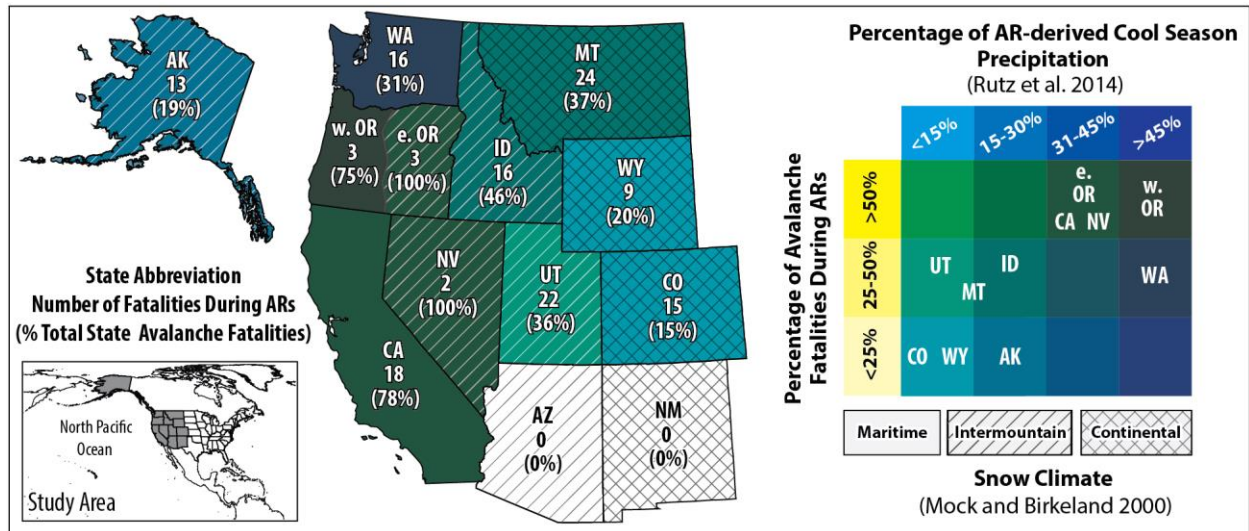 AK
13
(19%)
WA
16
(31%)
MT
24
(37%)
w. OR
3
(75%)
e. OR
3
(100%)
ID
16
(46%)
WY
9
(20%)
NV
2
(100%)
UT
22
(36%)
CO
15
(15%)
CA
18
(78%)
AZ
0
(0%)
NM
0
(0%)
State Abbreviation
Number of Fatalities During ARs
(% Total State Avalanche Fatalities)
North Pacific
Ocean
Study Area
Percentage of AR-derived Cool Season
Precipitation
(Rutz et al. 2014)
<15%
15-30%
31-45%
>45%
Percentage of Avalanche
Fatalities During ARs
>50%
25-50%
<25%
e.
OR
CA NV
w.
OR
UT
MT
ID
WA
CO WY
AK
Maritime
Intermountain
Continental
Snow Climate
(Mock and Birkeland 2000)